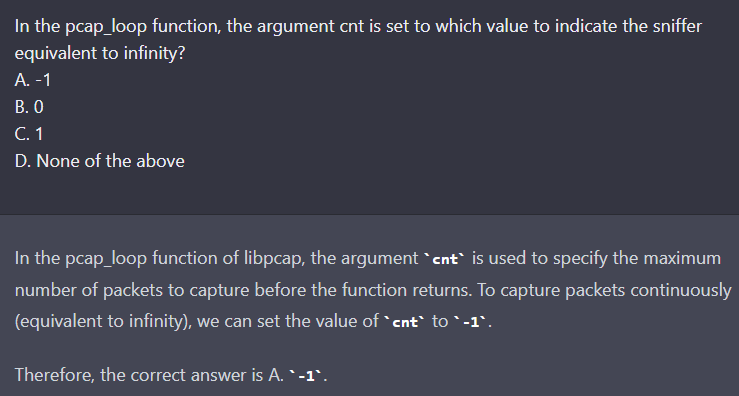 In the pcap_loop function, the argument cnt is set to which value to indicate the sniffer
equivalent to infinity?
A. -1
B. 0
C. 1
D. None of the above
In the pcap_loop function of libpcap, the argument `cnt` is used to specify the maximum
number of packets to capture before the function returns. To capture packets continuously
(equivalent to infinity), we can set the value of `cnt` to `-1`.
Therefore, the correct answer is A. `-1`.